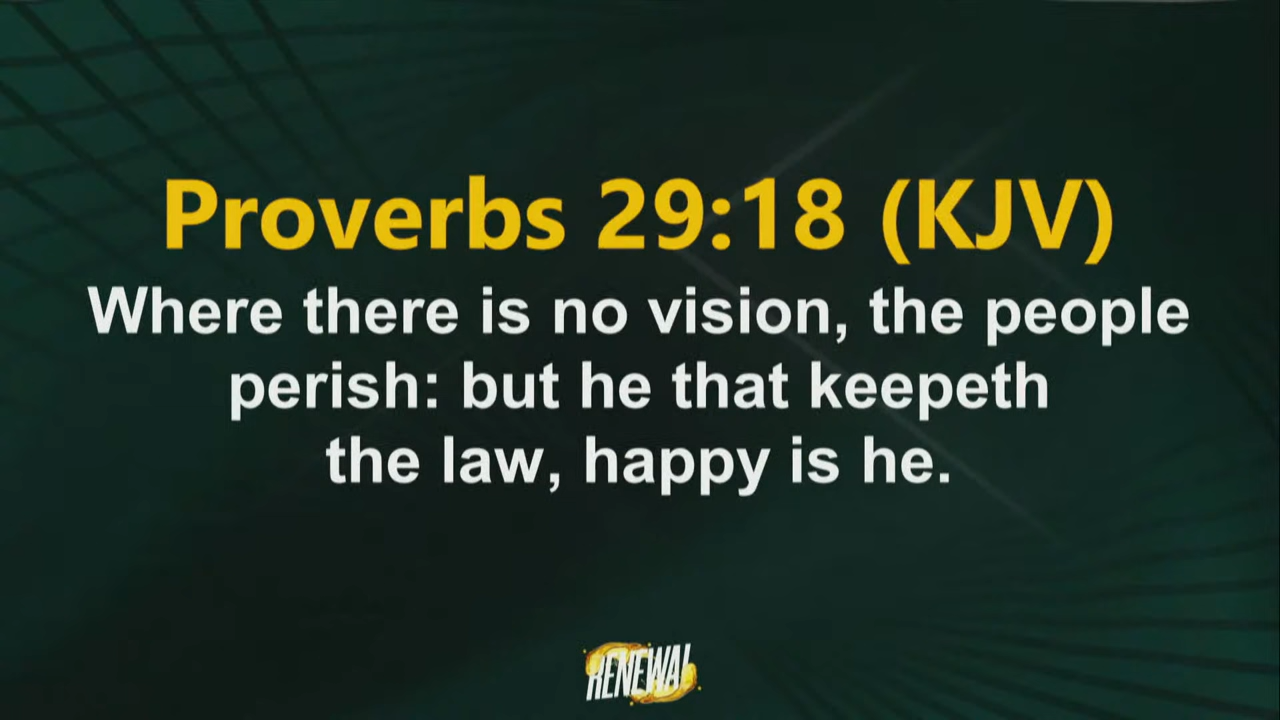 Proverbs 29:18 (KJV)
Where there is no vision, the people
perish: but he that keepeth
the law, happy is he.
RENEWAL